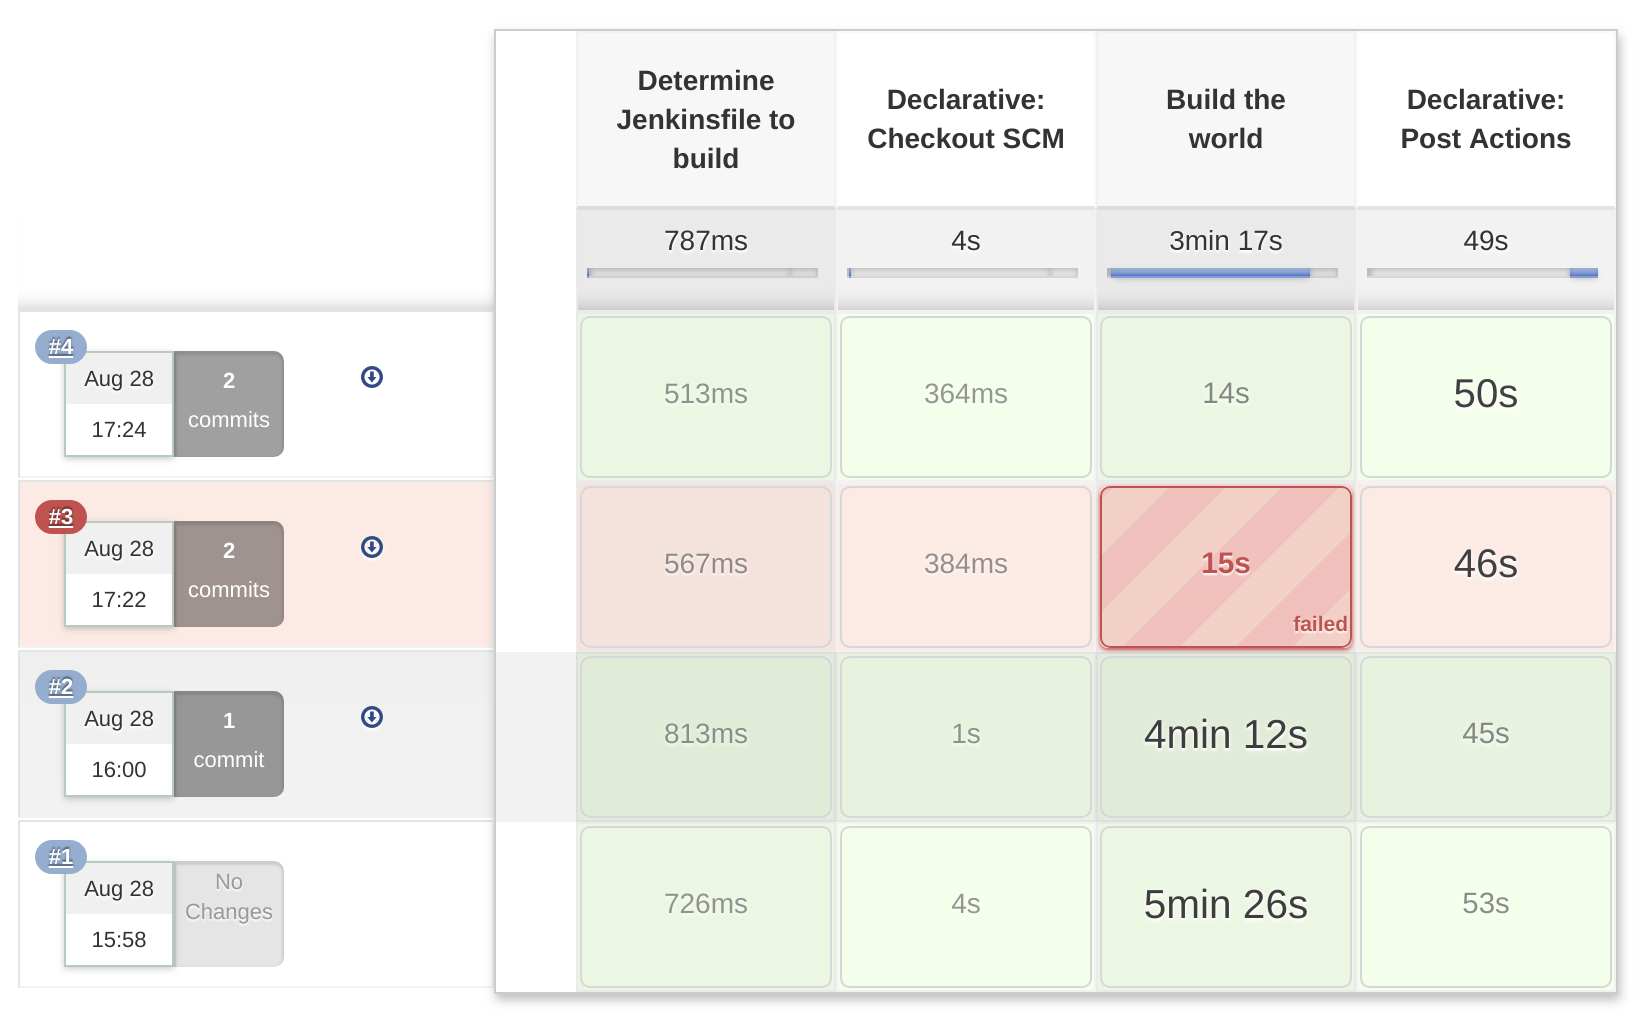 Determine
Jenkinsfile to
build
Declarative:
Checkout SCM
Build the
world
Declarative:
Post Actions
787ms
4s
3min 17s
49s
#4
Aug 28
17:24
2
commits
513ms
364ms
14s
50s
#3
Aug 28
17:22
2
commits
567ms
384ms
15s
failed
46s
#2
Aug 28
16:00
1
commit
813ms
1s
4min 12s
45s
#1
Aug 28
15:58
No
Changes
726ms
4s
5min 26s
53s